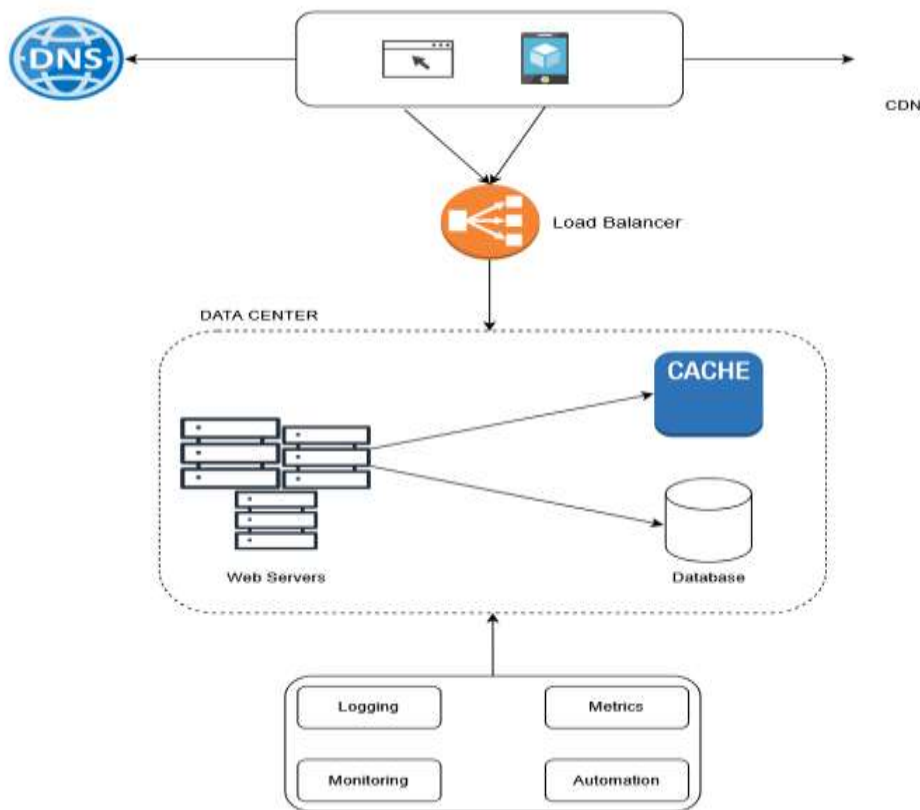 DNS
CDN
Load Balancer
DATA CENTER
CACHE
Web Servers
Database
Logging
Metrics
Monitoring
Automation